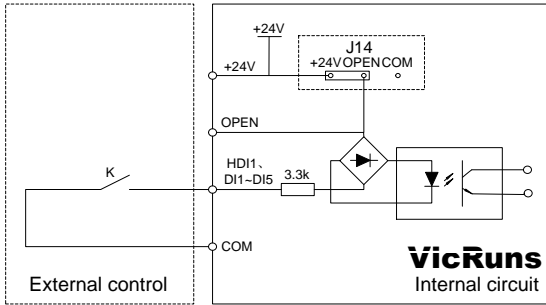 +24V
J14
+24V OPEN COM
+24V
OPEN
K
HDI1、
DI1~DI5
3.3k
COM
VicRuns
External control
Internal circuit